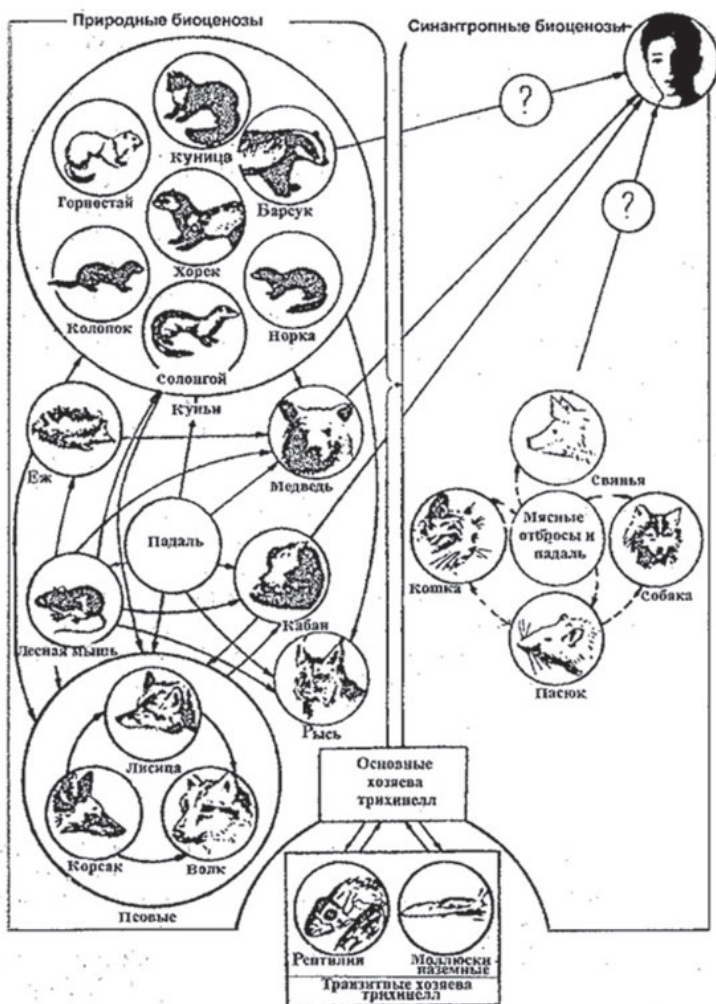 Природные биоценозы
Синантропные биоценозы
?
Куница
Горностай
Барсук
?
Хорек
Колопок
Норка
Солонгой
Куньи
Еж
Медведь
Свинья
Падаль
Мясные
отбросы и
падаль
Кошка
Собака
Кабан
Лесная мышь
Пасюк
Рысь
Лисица
Основные
хозяева
трихинелл
Корсак
Волк
Псовые
Рептилии
Моллюски
наземные
Транзитные хозяева
трихинелл